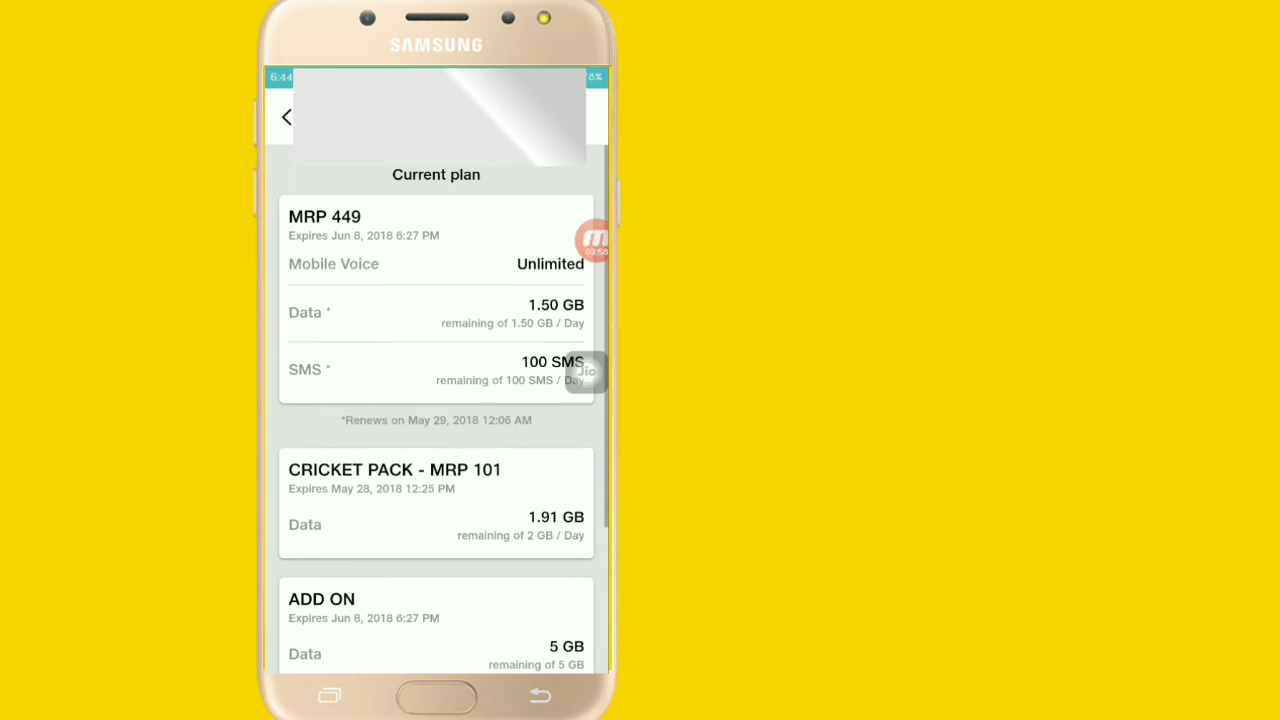 SAMSUNG
6:44
8%
Current plan
MRP 449
Expires Jun 8, 2018 6:27 PM
03:58
Mobile Voice Unlimited
Data * 1.50 GB
remaining of 1.50 GB / Day
SMS * 100 SMS
Jio
remaining of 100 SMS / Day
*Renews on May 29, 2018 12:06 AM
CRICKET PACK - MRP 101
Expires May 28, 2018 12:25 PM
Data 1.91 GB
remaining of 2 GB / Day
ADD ON
Expires Jun 8, 2018 6:27 PM
Data 5 GB
remaining of 5 GB